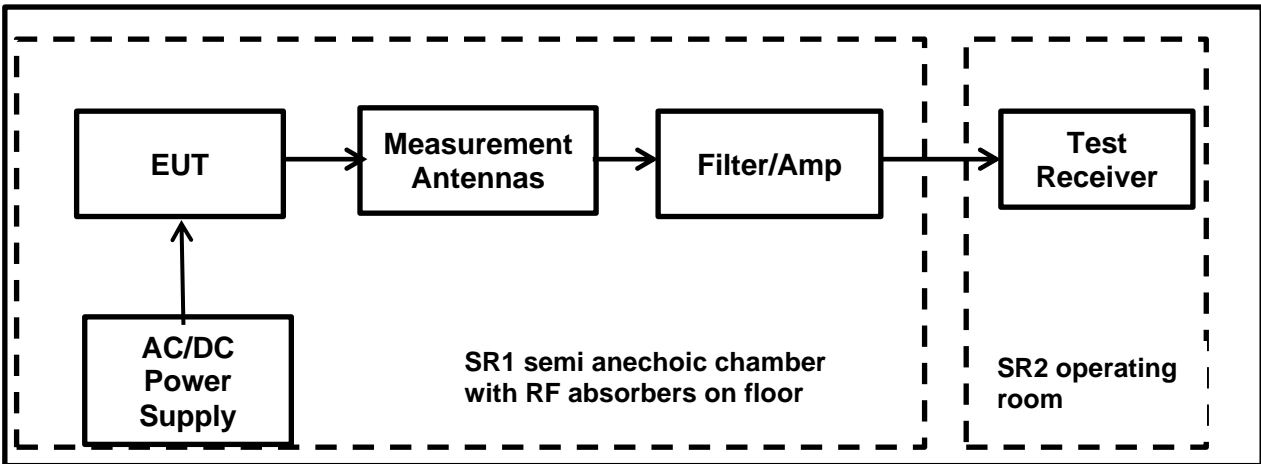 EUT
Measurement
Antennas
Filter/Amp
Test
Receiver
AC/DC
Power
Supply
SR1 semi anechoic chamber
with RF absorbers on floor
SR2 operating
room